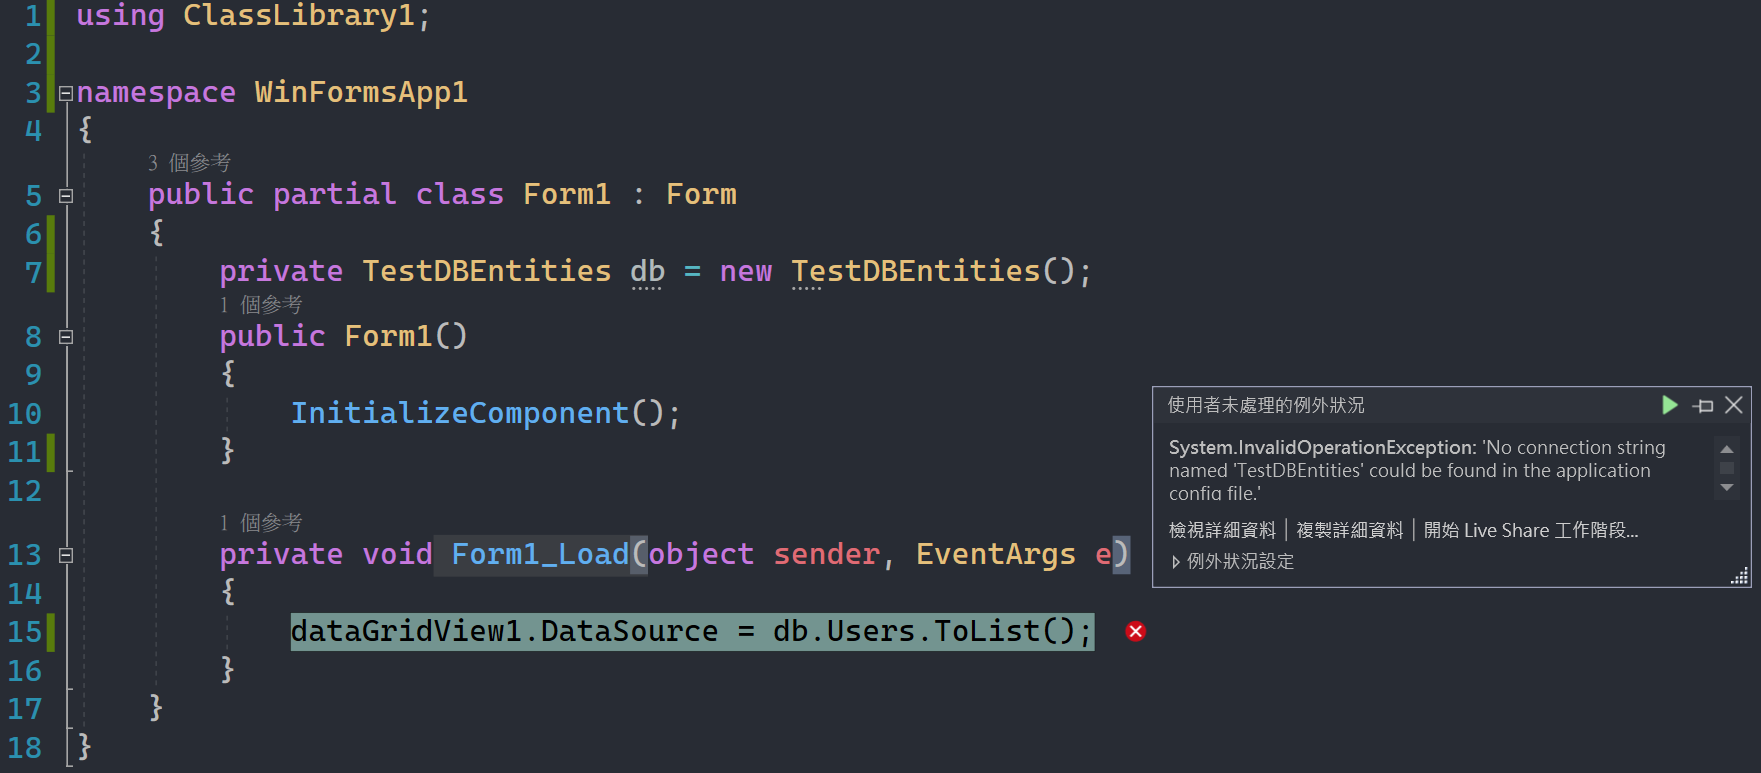 1 using ClassLibrary1;
2
3 namespace WinFormsApp1
4 {
3 個參考
5 public partial class Form1 : Form
6 {
7 private TestDBEntities db = new TestDBEntities();
1 個參考
8 public Form1()
9 {
10 InitializeComponent();
11 }
12
1 個參考
13 private void Form1_Load(object sender, EventArgs e)
14 {
15 dataGridView1.DataSource = db.Users.ToList();
16 }
17 }
18 }
使用者未處理的例外狀況
System.InvalidOperationException: 'No connection string
named 'TestDBEntities' could be found in the application
config file.'
檢視詳細資料 | 複製詳細資料 | 開始 Live Share 工作階段...
例外狀況設定